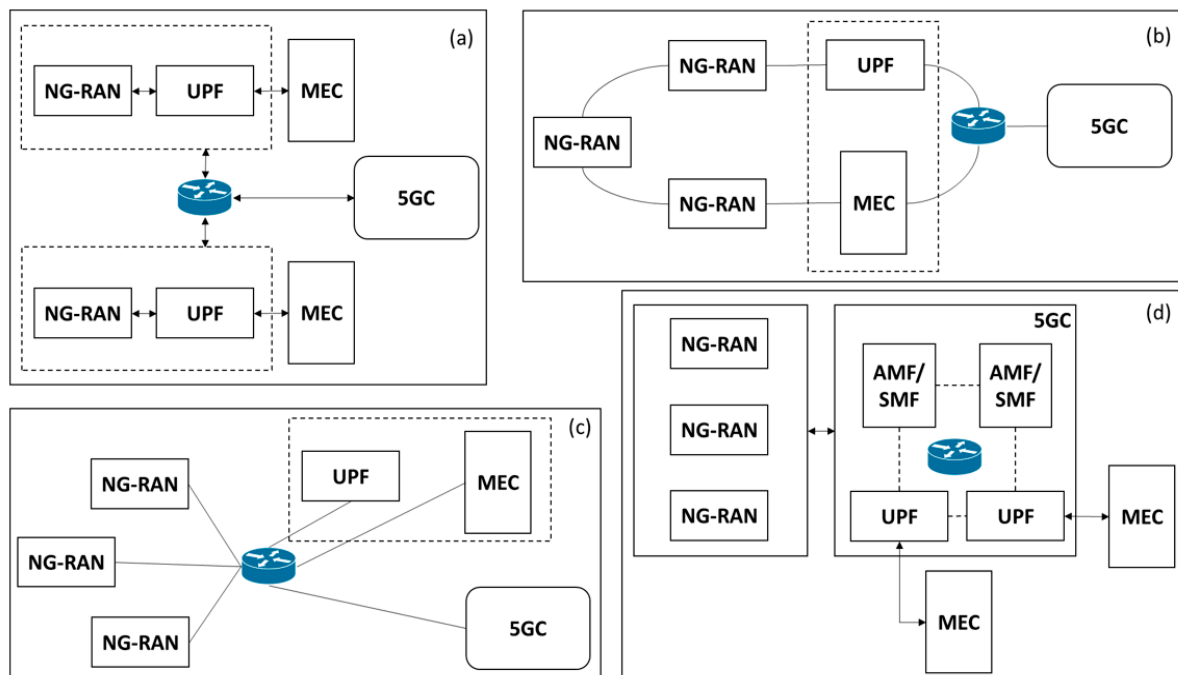 (a)
NG-RAN
UPF
MEC
5GC
NG-RAN
UPF
MEC
(b)
NG-RAN
UPF
NG-RAN
5GC
NG-RAN
MEC
(c)
UPF
MEC
NG-RAN
NG-RAN
NG-RAN
5GC
(d)
5GC
NG-RAN
AMF/
SMF
AMF/
SMF
NG-RAN
NG-RAN
UPF
UPF
MEC
MEC